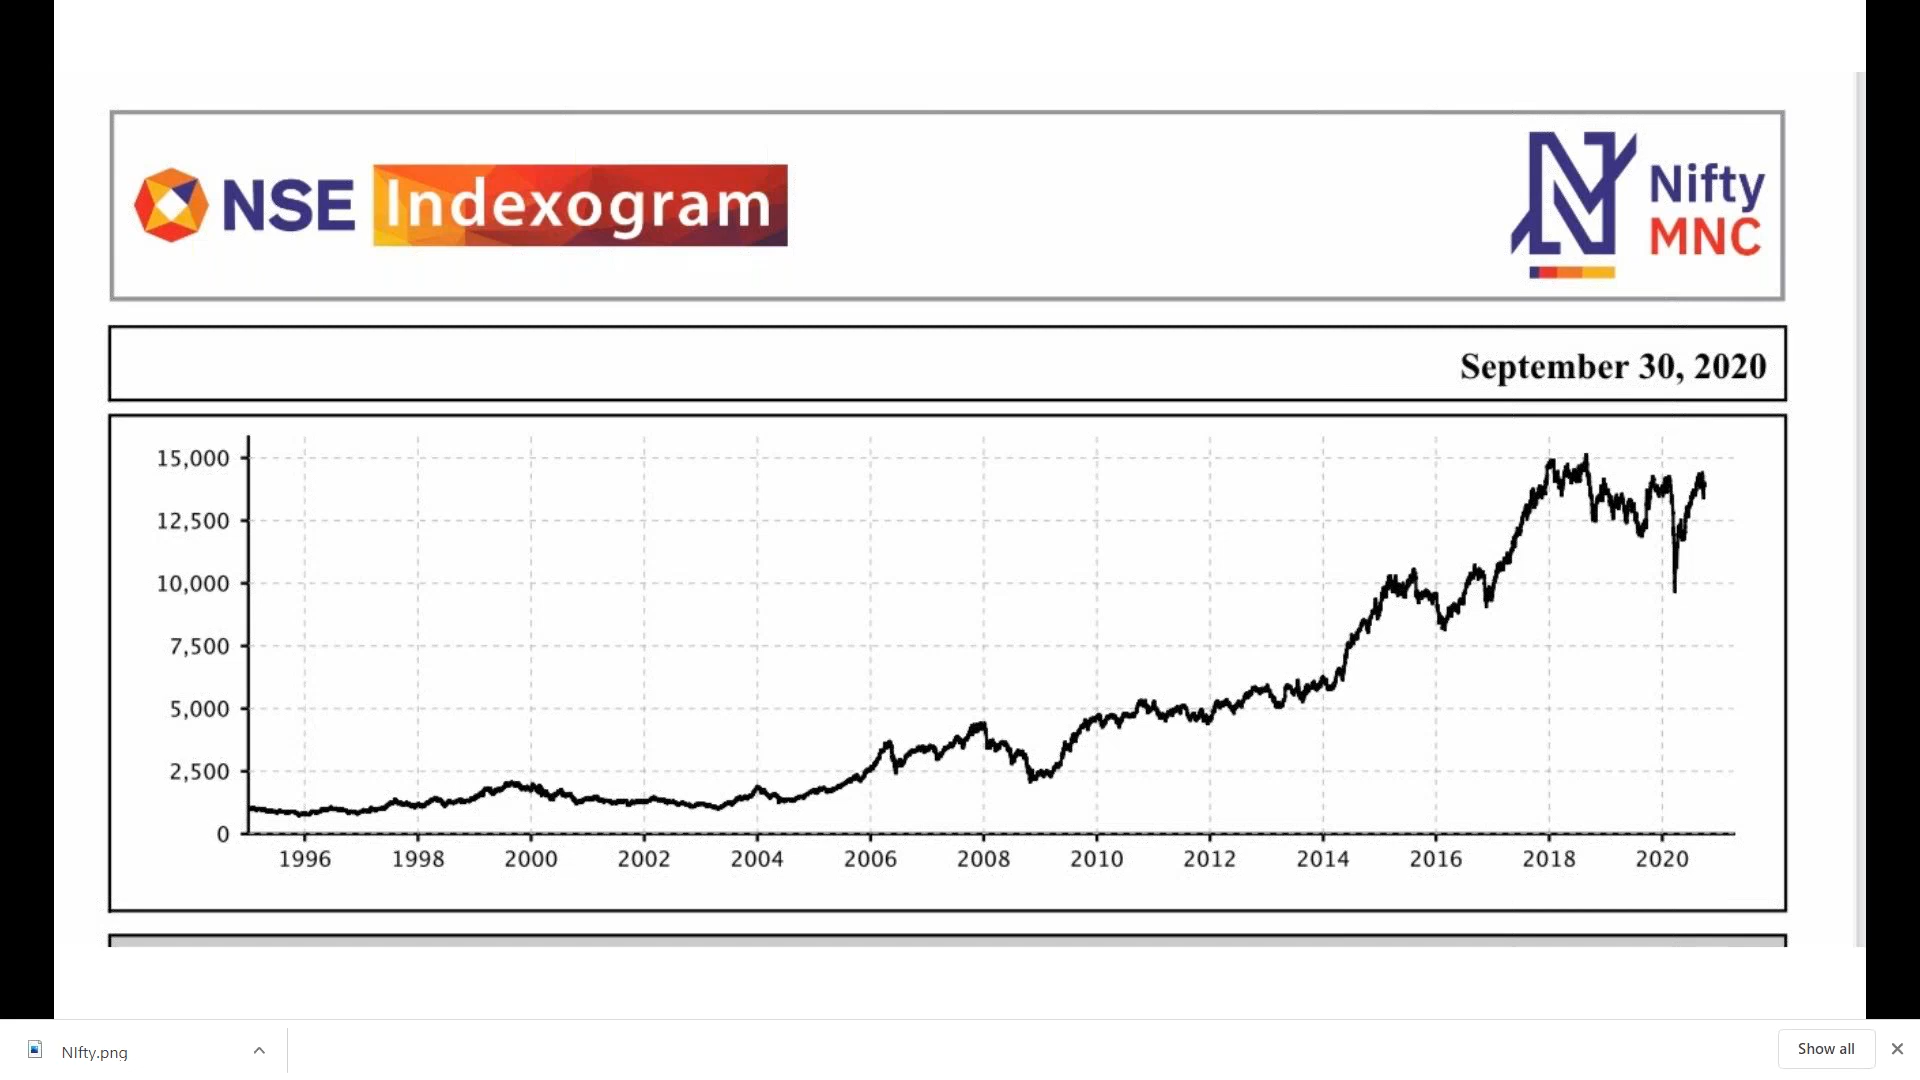 NSE Indexogram
Nifty
MNC
September 30, 2020
15,000
12,500
10,000
7,500
5,000
2,500
0
1996 1998 2000 2002 2004 2006 2008 2010 2012 2014 2016 2018 2020
NIfty.png
Show all